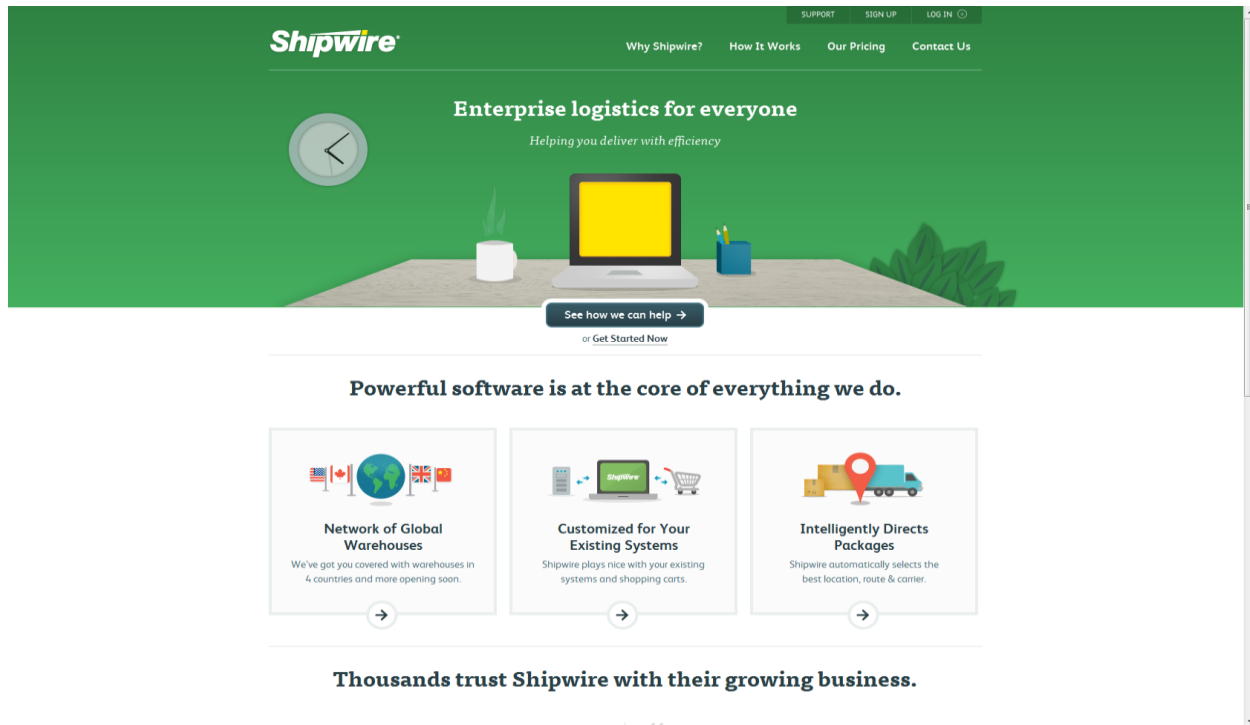 SUPPORT SIGN UP LOG IN
Shipwire
Why Shipwire? How It Works Our Pricing Contact Us
Enterprise logistics for everyone
Helping you deliver with efficiency
See how we can help →
or Get Started Now
Powerful software is at the core of everything we do.
Shipwire
Network of Global
Warehouses
We've got you covered with warehouses in
4 countries and more opening soon.
Customized for Your
Existing Systems
Shipwire plays nice with your existing
systems and shopping carts.
Intelligently Directs
Packages
Shipwire automatically selects the
best location, route & carrier.
Thousands trust Shipwire with their growing business.